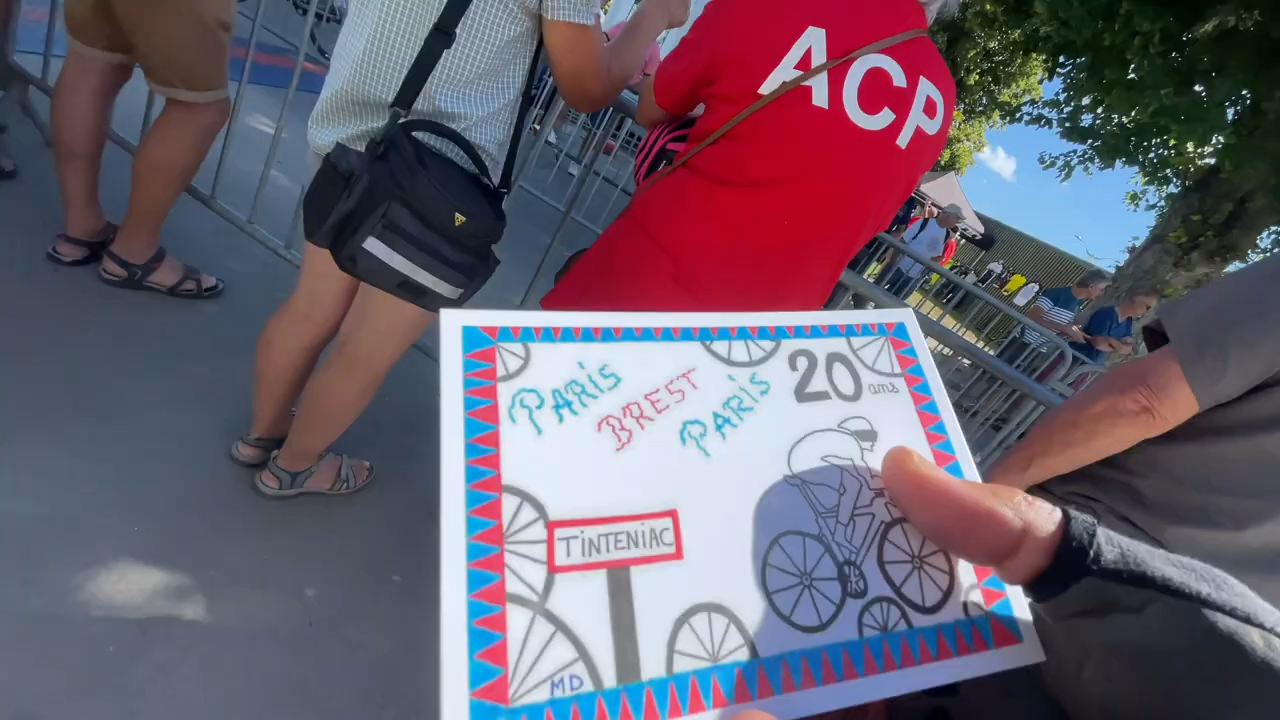 ACP
PARIS
BREST
PARIS
20 ans
TINTENIAC
MD